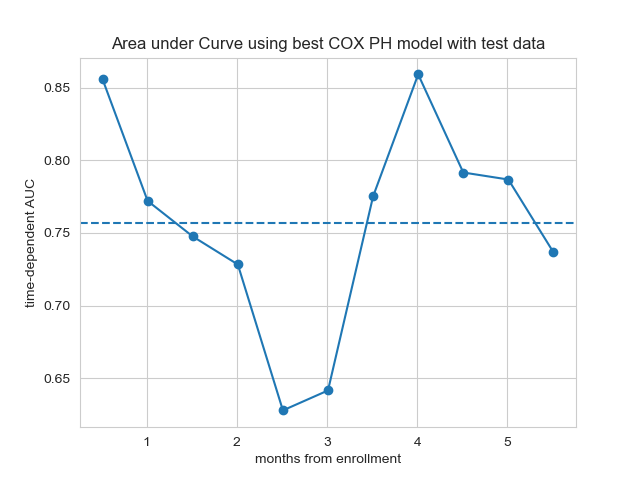 Area under Curve using best COX PH model with test data
time-dependent AUC
0.85
0.80
0.75
0.70
0.65
1 2 3 4 5
months from enrollment